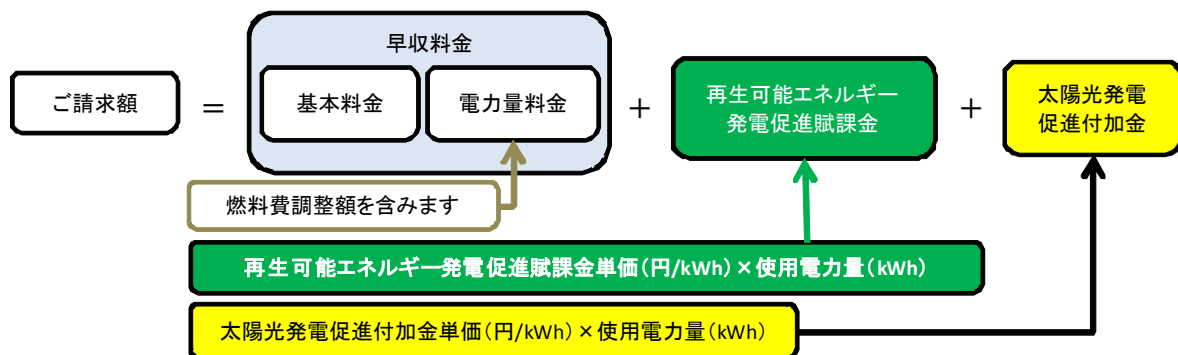 早収料金
ご請求額 = 基本料金 電力量料金 + 再生可能エネルギー + 太陽光発電
発電促進賦課金 促進付加金
燃料費調整額を含みます
再生可能エネルギー発電促進賦課金単価(円/kWh)×使用電力量(kWh)
太陽光発電促進付加金単価(円/kWh)×使用電力量(kWh)